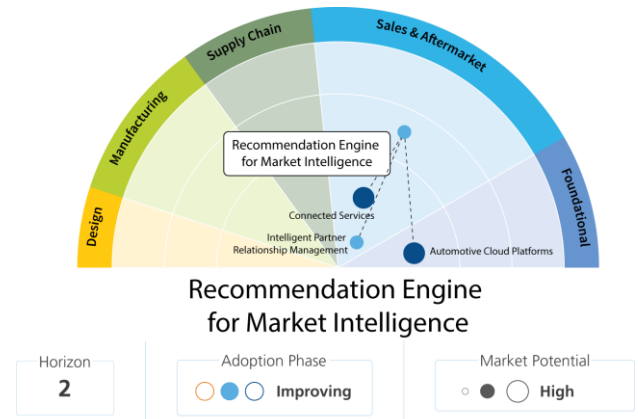 Supply Chain
Sales & Aftermarket
Manufacturing
Recommendation Engine
for Market Intelligence
Foundational
Design
Connected Services
Intelligent Partner
Relationship Management
Automotive Cloud Platforms
Recommendation Engine
for Market Intelligence
Horizon
2
Adoption Phase
Improving
Market Potential
High